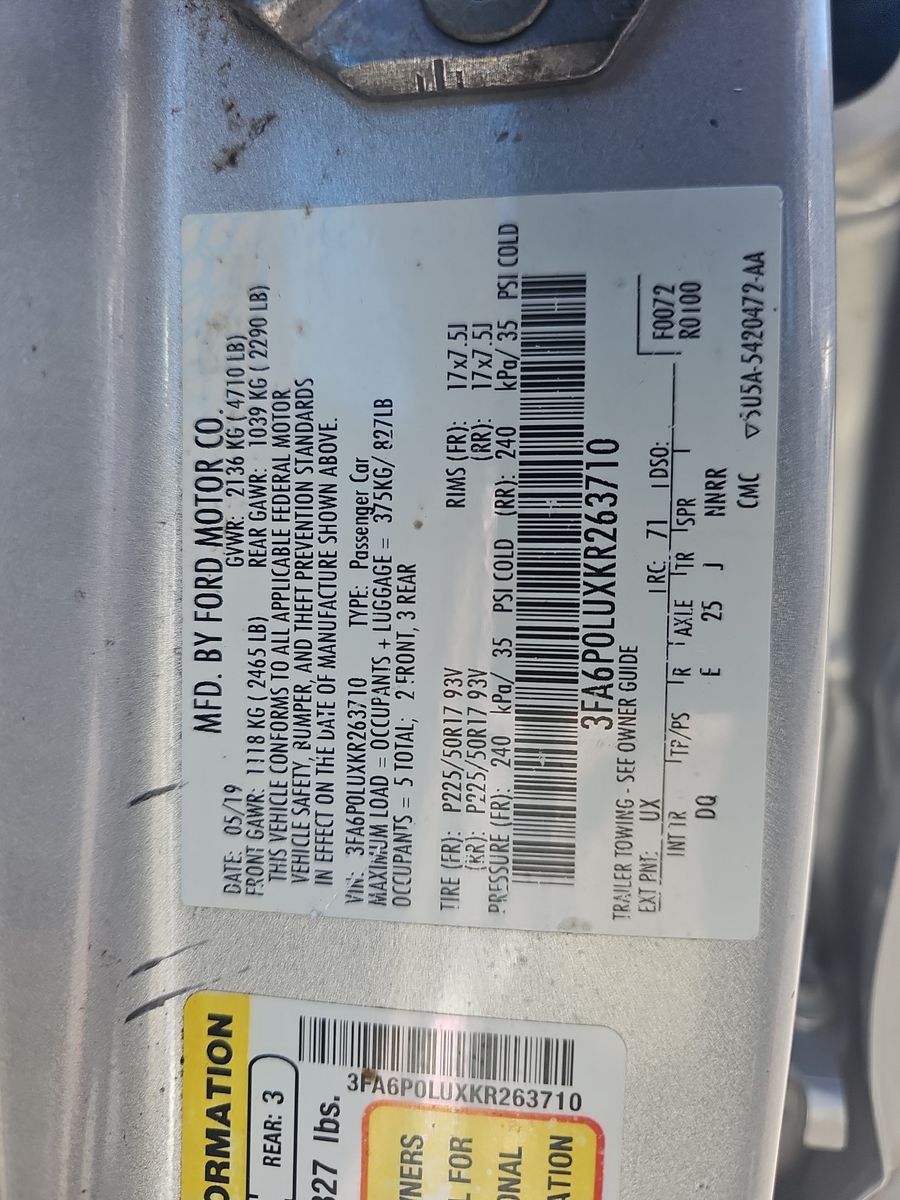 MFD. BY FORD MOTOR CO.
DATE: 05/19 GVWR: 2136 KG ( 4710 LB)
FRONT GAWR: 1118 KG ( 2465 LB) REAR GAWR: 1039 KG ( 2290 LB)
THIS VEHICLE CONFORMS TO ALL APPLICABLE FEDERAL MOTOR
VEHICLE SAFETY, BUMPER, AND THEFT PREVENTION STANDARDS
IN EFFECT ON THE DATE OF MANUFACTURE SHOWN ABOVE.
VIN: 3FA6P0LUXKR263710 TYPE: Passenger Car
MAXIMUM LOAD = OCCUPANTS + LUGGAGE = 375KG/ 827LB
OCCUPANTS = 5 TOTAL; 2 FRONT, 3 REAR
TIRE (FR): P225/50R17 93V RIMS (FR): 17x7.5J
(RR): P225/50R17 93V (RR): 17x7.5J
PRESSURE (FR): 240 kPa/ 35 PSI COLD (RR): 240 kPa/ 35 PSI COLD
3FA6P0LUXKR263710
TRAILER TOWING - SEE OWNER GUIDE
EXT PNT: UX RC: 71 DSO: F0072
INT TR TP/PS R AXLE TR SPR R0100
DQ E 25 J NNRR
CMC 5U5A-5420472-AA
ORMATION
REAR: 3
327 lbs.
3FA6P0LUXKR263710
WNERS
L FOR
ONAL
ATION